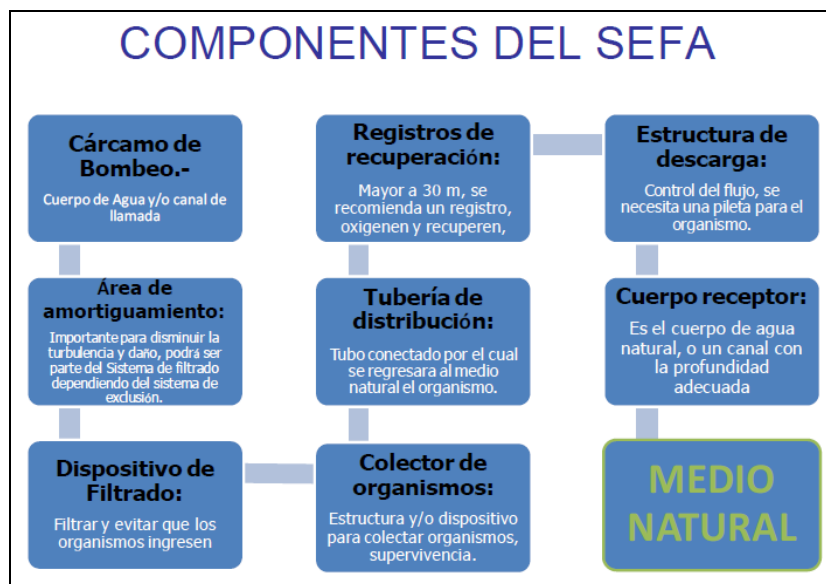 COMPONENTES DEL SEFA
Cárcamo de
Bombeo.-
Cuerpo de Agua y/o canal de
llamada
Área de
amortiguamiento:
Importante para disminuir la
turbulencia y daño, podrá ser
parte del Sistema de filtrado
dependiendo del sistema de
exclusión.
Dispositivo de
Filtrado:
Filtrar y evitar que los
organismos ingresen
Colector de
organismos:
Estructura y/o dispositivo
para colectar organismos,
supervivencia.
Tubería de
distribución:
Tubo conectado por el cual
se regresara al medio
natural el organismo.
Registros de
recuperación:
Mayor a 30 m, se
recomienda un registro,
oxigenen y recuperen,
Estructura de
descarga:
Control del flujo, se
necesita una pileta para el
organismo.
Cuerpo receptor:
Es el cuerpo de agua
natural, o un canal con
la profundidad
adecuada
MEDIO
NATURAL